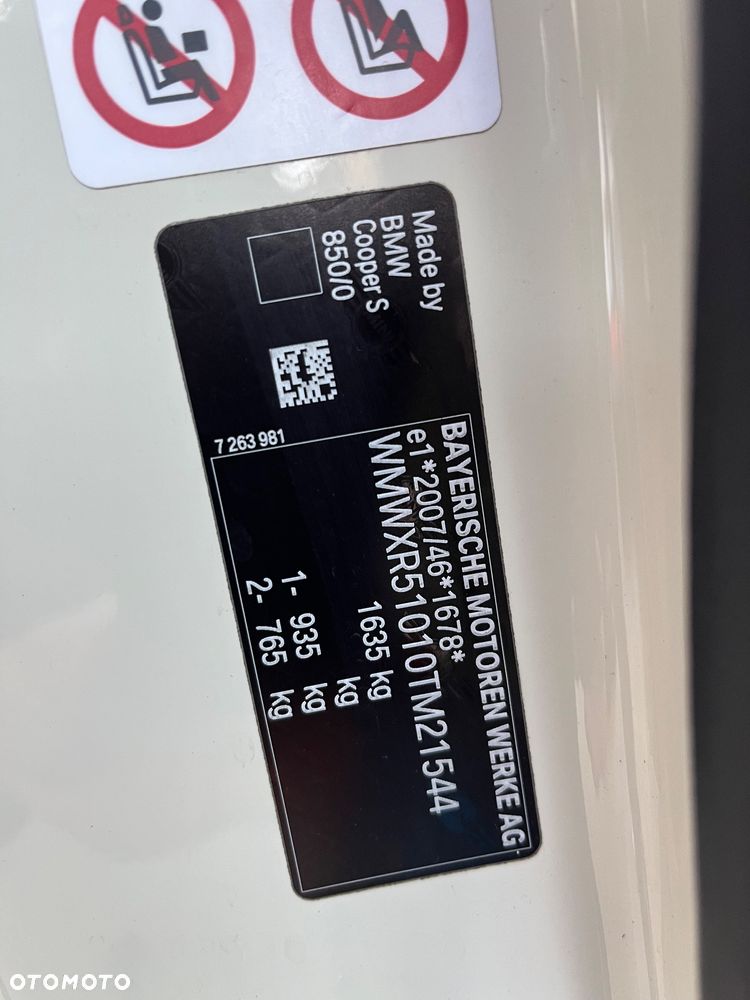 Made by
BMW
Cooper S
850/0
7 263 981
BAYERISCHE MOTOREN WERKE AG
e1*2007/46*1678*
WMWXR51010TM21544
1635 kg
kg
1- 935 kg
2- 765 kg
OTOMOTO